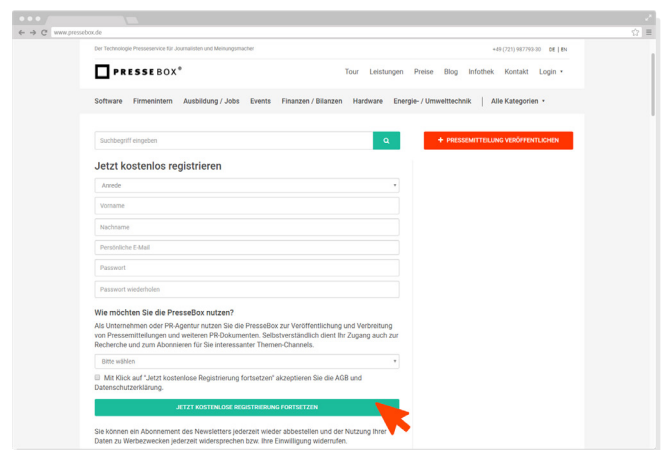 www.pressebox.de
Der Technologie Presseservice für Journalisten und Meinungsmacher
+49 (721) 987793-30 DE | EN
PRESSEBOX®
Tour Leistungen Preise Blog Infothek Kontakt Login
Software Firmenintern Ausbildung / Jobs Events Finanzen / Bilanzen Hardware Energie- / Umwelttechnik | Alle Kategorien
Suchbegriff eingeben
+ PRESSEMITTEILUNG VERÖFFENTLICHEN
Jetzt kostenlos registrieren
Anrede
Vorname
Nachname
Persönliche E-Mail
Passwort
Passwort wiederholen
Wie möchten Sie die PresseBox nutzen?
Als Unternehmen oder PR-Agentur nutzen Sie die PresseBox zur Veröffentlichung und Verbreitung
von Pressemitteilungen und weiteren PR-Dokumenten. Selbstverständlich dient Ihr Zugang auch zur
Recherche und zum Abonnieren für Sie interessanter Themen-Channels.
Bitte wählen
Mit Klick auf "Jetzt kostenlose Registrierung fortsetzen" akzeptieren Sie die AGB und
Datenschutzerklärung.
JETZT KOSTENLOSE REGISTRIERUNG FORTSETZEN
Sie können ein Abonnement des Newsletters jederzeit wieder abbestellen und der Nutzung Ihrer
Daten zu Werbezwecken jederzeit widersprechen bzw. Ihre Einwilligung widerrufen.